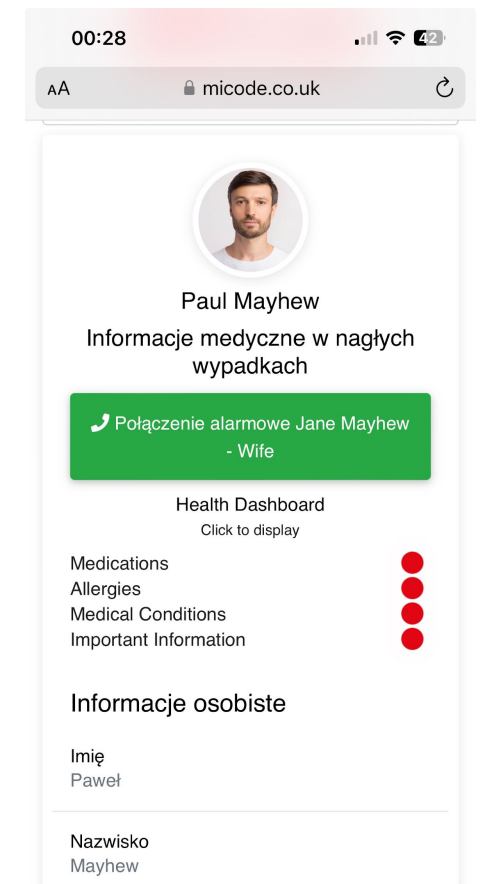 00:28
42
AA
micode.co.uk
Paul Mayhew
Informacje medyczne w nagłych
wypadkach
Połączenie alarmowe Jane Mayhew
- Wife
Health Dashboard
Click to display
Medications
Allergies
Medical Conditions
Important Information
Informacje osobiste
Imię
Paweł
Nazwisko
Mayhew